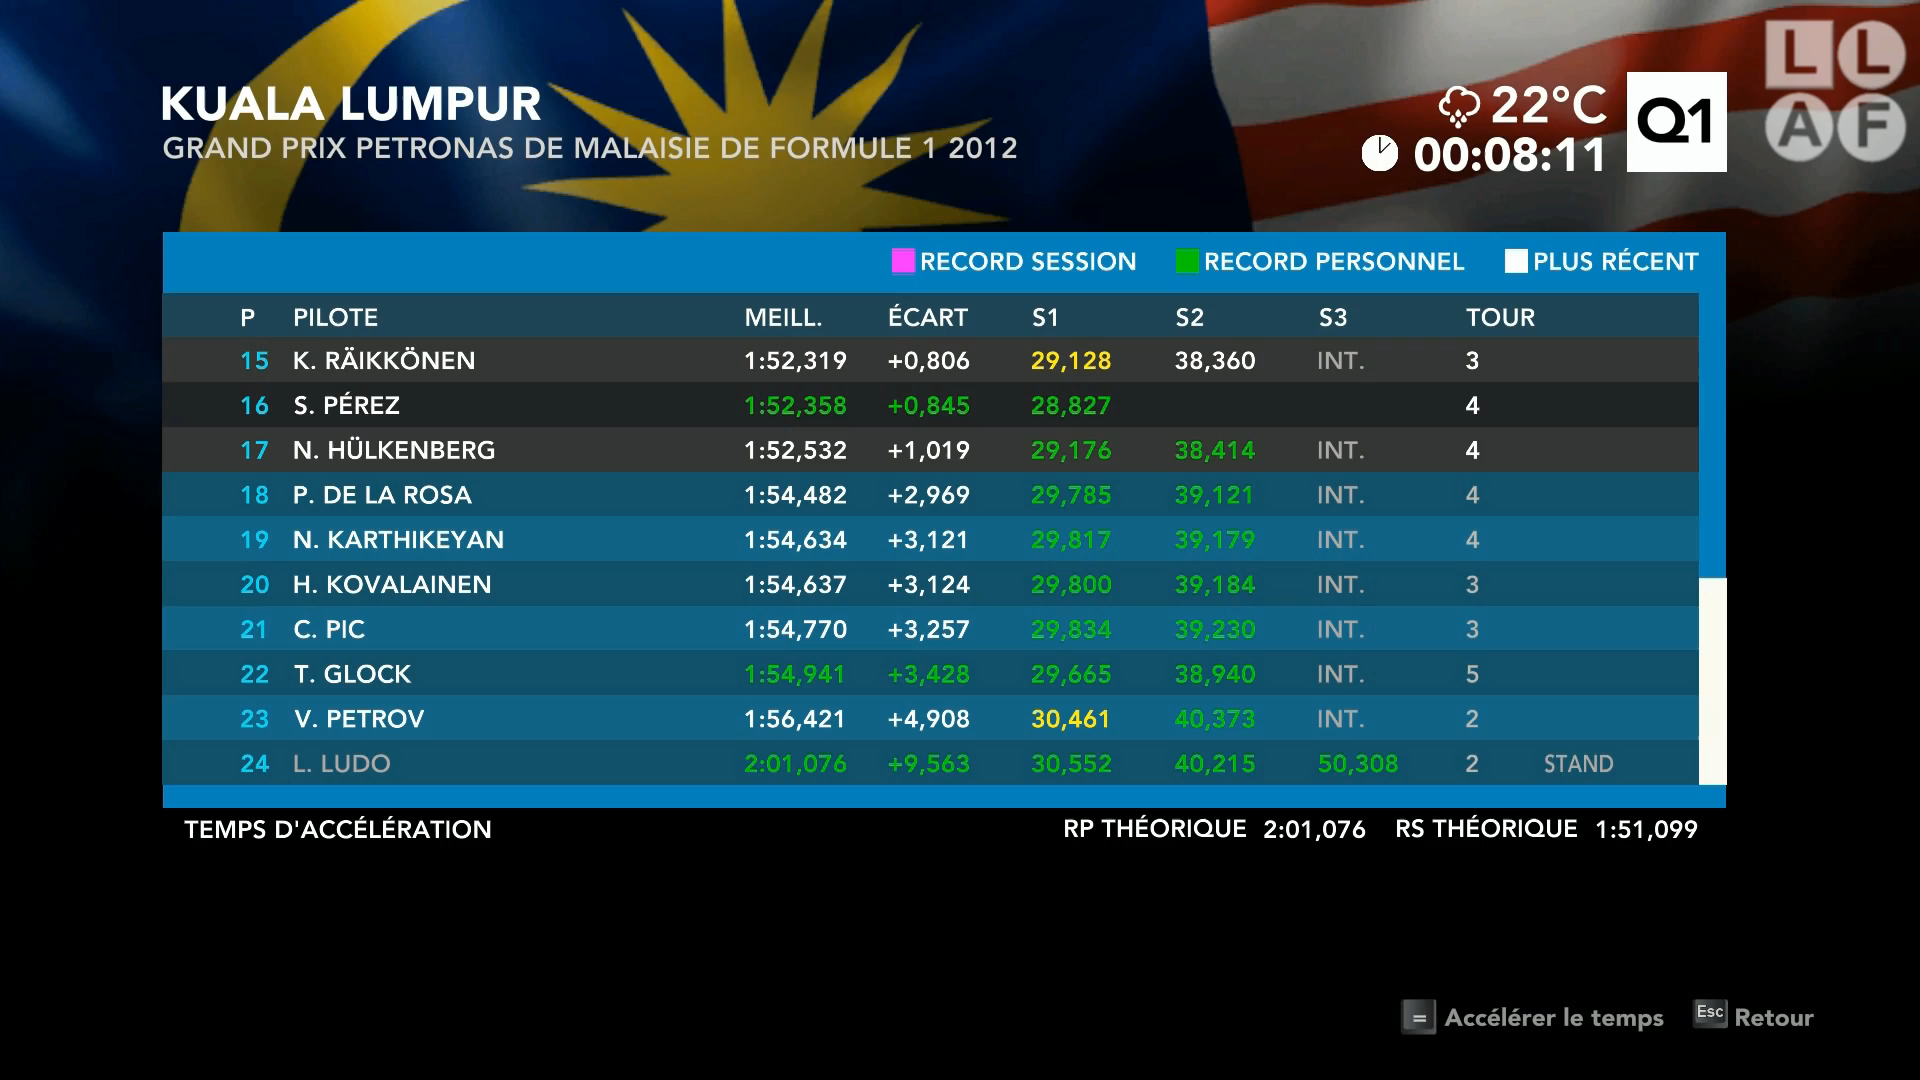 KUALA LUMPUR
GRAND PRIX PETRONAS DE MALAISIE DE FORMULE 1 2012
22°C
00:08:11
Q1
L L
A F
RECORD SESSION RECORD PERSONNEL PLUS RÉCENT
P PILOTE MEILL. ÉCART S1 S2 S3 TOUR
15 K. RÄIKKÖNEN 1:52,319 +0,806 29,128 38,360 INT. 3
16 S. PÉREZ 1:52,358 +0,845 28,827 4
17 N. HÜLKENBERG 1:52,532 +1,019 29,176 38,414 INT. 4
18 P. DE LA ROSA 1:54,482 +2,969 29,785 39,121 INT. 4
19 N. KARTHIKEYAN 1:54,634 +3,121 29,817 39,179 INT. 4
20 H. KOVALAINEN 1:54,637 +3,124 29,800 39,184 INT. 3
21 C. PIC 1:54,770 +3,257 29,834 39,230 INT. 3
22 T. GLOCK 1:54,941 +3,428 29,665 38,940 INT. 5
23 V. PETROV 1:56,421 +4,908 30,461 40,373 INT. 2
24 L. LUDO 2:01,076 +9,563 30,552 40,215 50,308 2 STAND
TEMPS D'ACCÉLÉRATION RP THÉORIQUE 2:01,076 RS THÉORIQUE 1:51,099
= Accélérer le temps Esc Retour